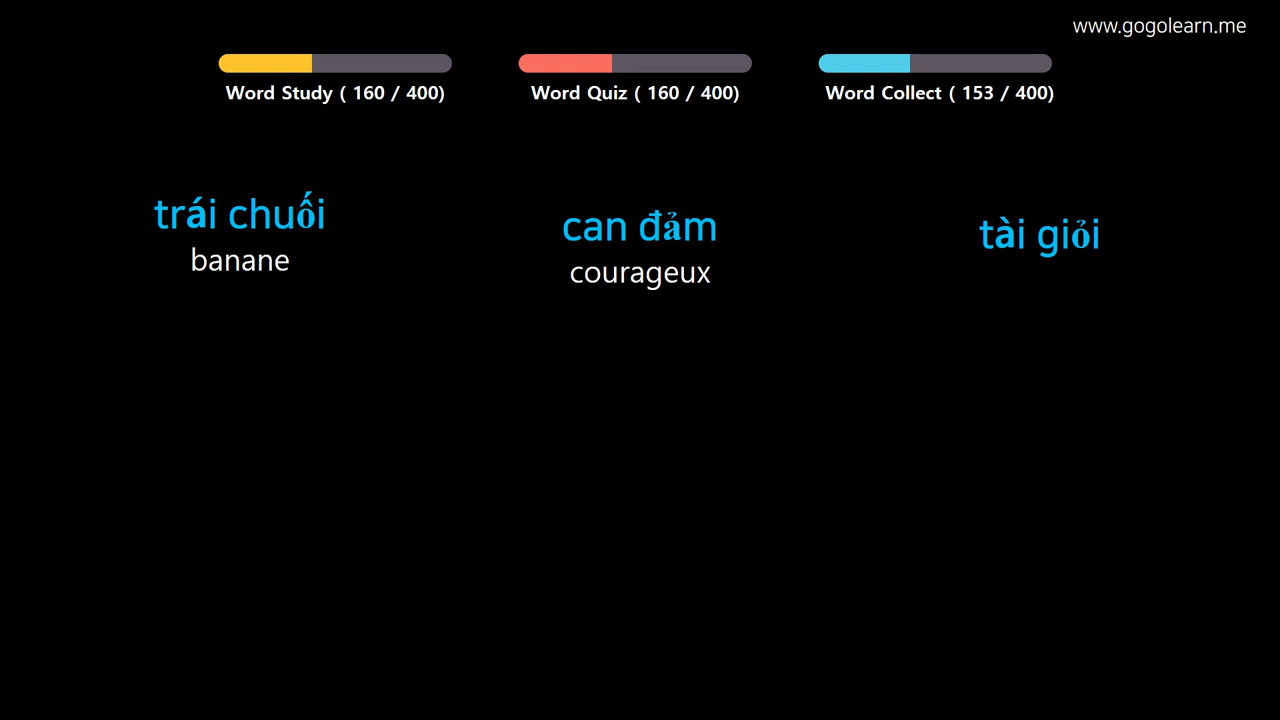 www.gogolearn.me
Word Study ( 160 / 400)
Word Quiz ( 160 / 400)
Word Collect ( 153 / 400)
trái chuối
banane
can đảm
courageux
tài giỏi